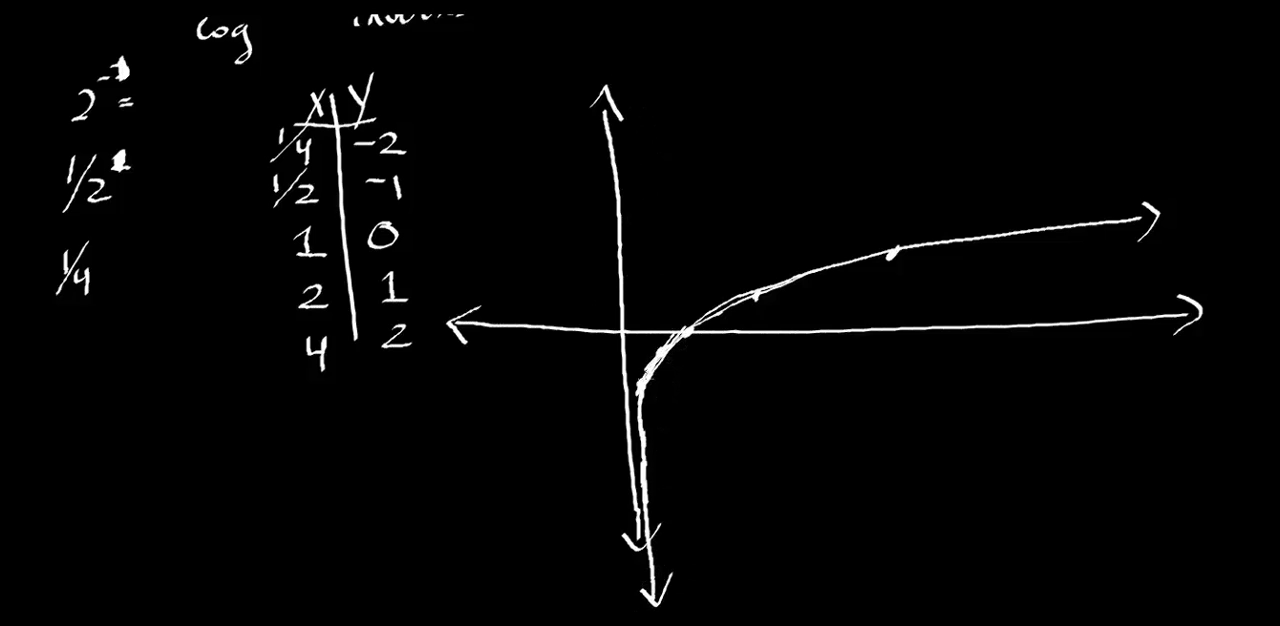 log
2^-1 =
1/2^1
1/4
x | y
1/4 | -2
1/2 | -1
1 | 0
2 | 1
4 | 2